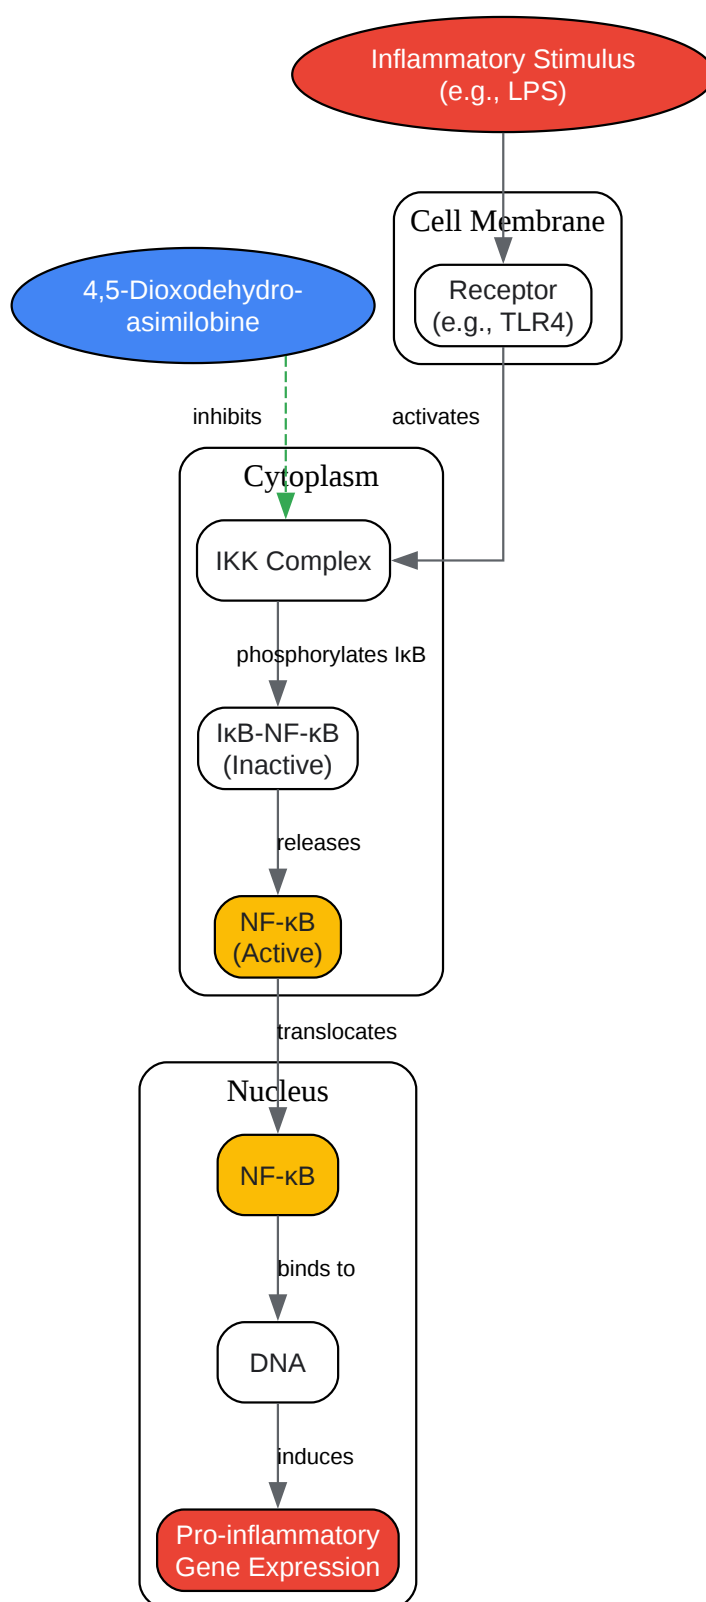 Inflammatory Stimulus
(e.g., LPS)
Cell Membrane
Receptor
(e.g., TLR4)
4,5-Dioxodehydro-
asimilobine
inhibits
activates
Cytoplasm
IKK Complex
phosphorylates IκB
IκB-NF-κB
(Inactive)
releases
NF-κB
(Active)
translocates
Nucleus
NF-κB
binds to
DNA
induces
Pro-inflammatory
Gene Expression